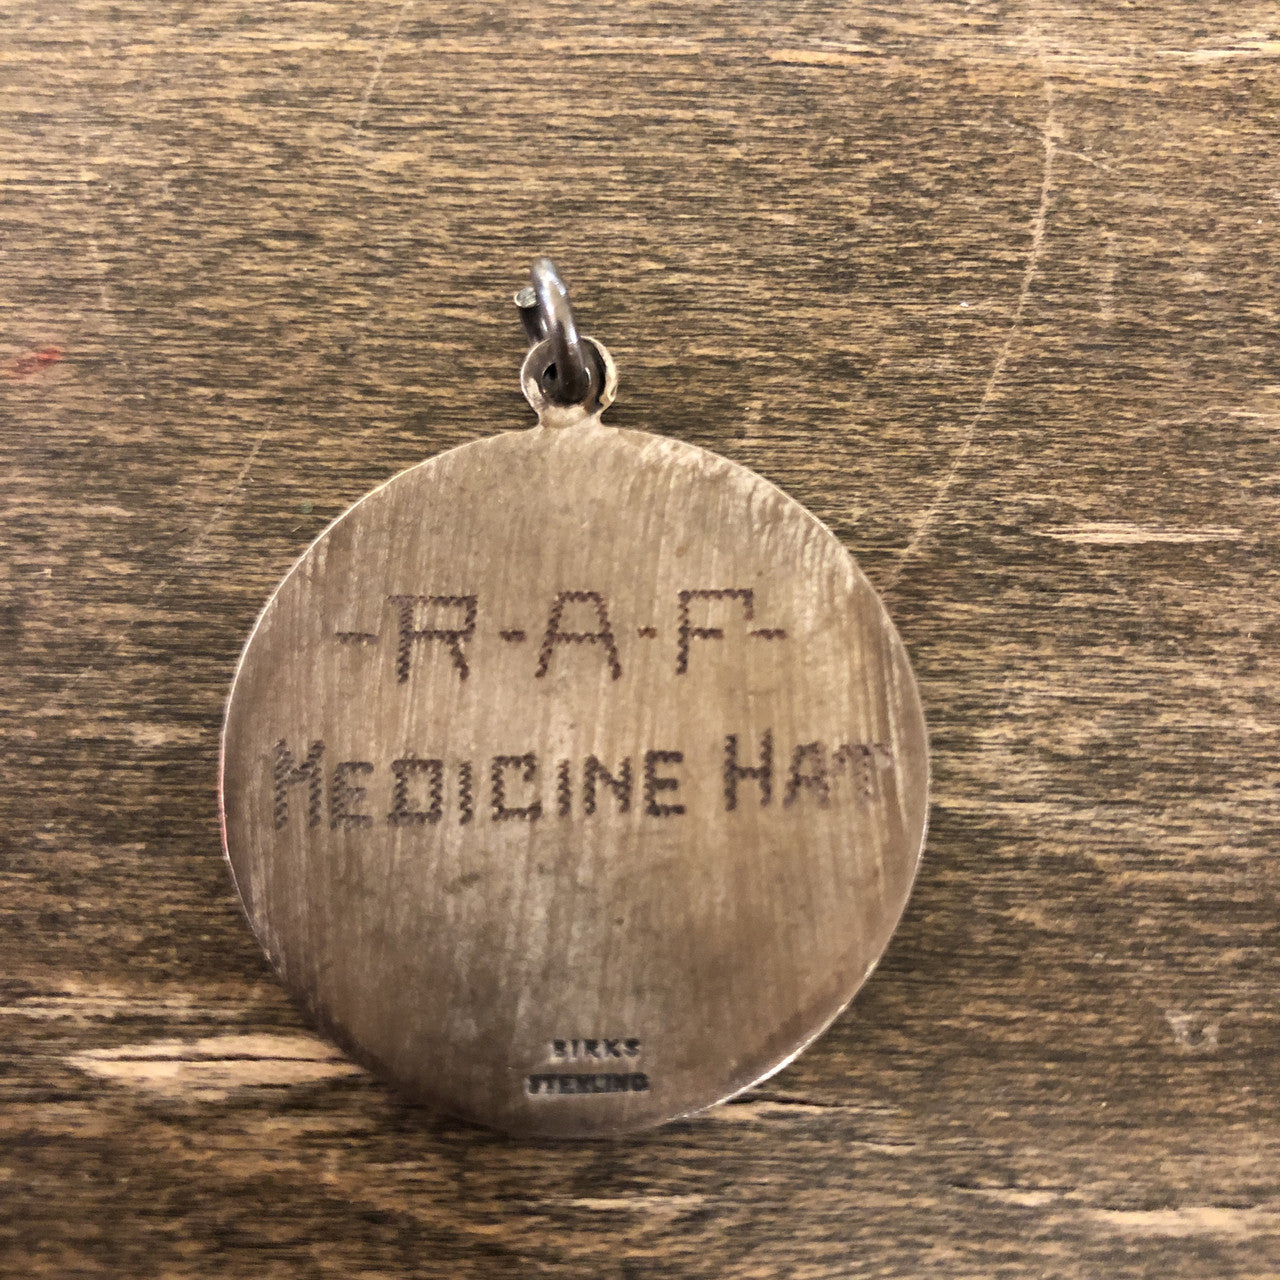 -R-A-F-
MEDICINE HAT
BIRKS
STERLING